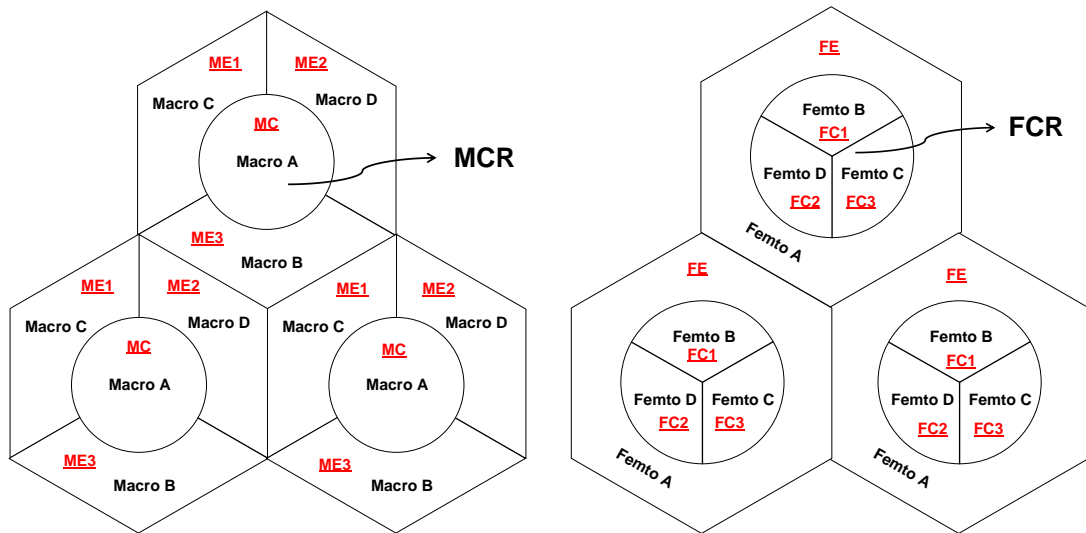 ME1 ME2
Macro C Macro D
MC
Macro A
MCR
ME3
Macro B
ME1 ME2
Macro C Macro D
MC
Macro A
ME3
Macro B
ME1 ME2
Macro C Macro D
MC
Macro A
ME3
Macro B
FE
Femto B
FC1
FCR
Femto D Femto C
FC2 FC3
Femto A
FE
Femto B
FC1
Femto D Femto C
FC2 FC3
Femto A
FE
Femto B
FC1
Femto D Femto C
FC2 FC3
Femto A